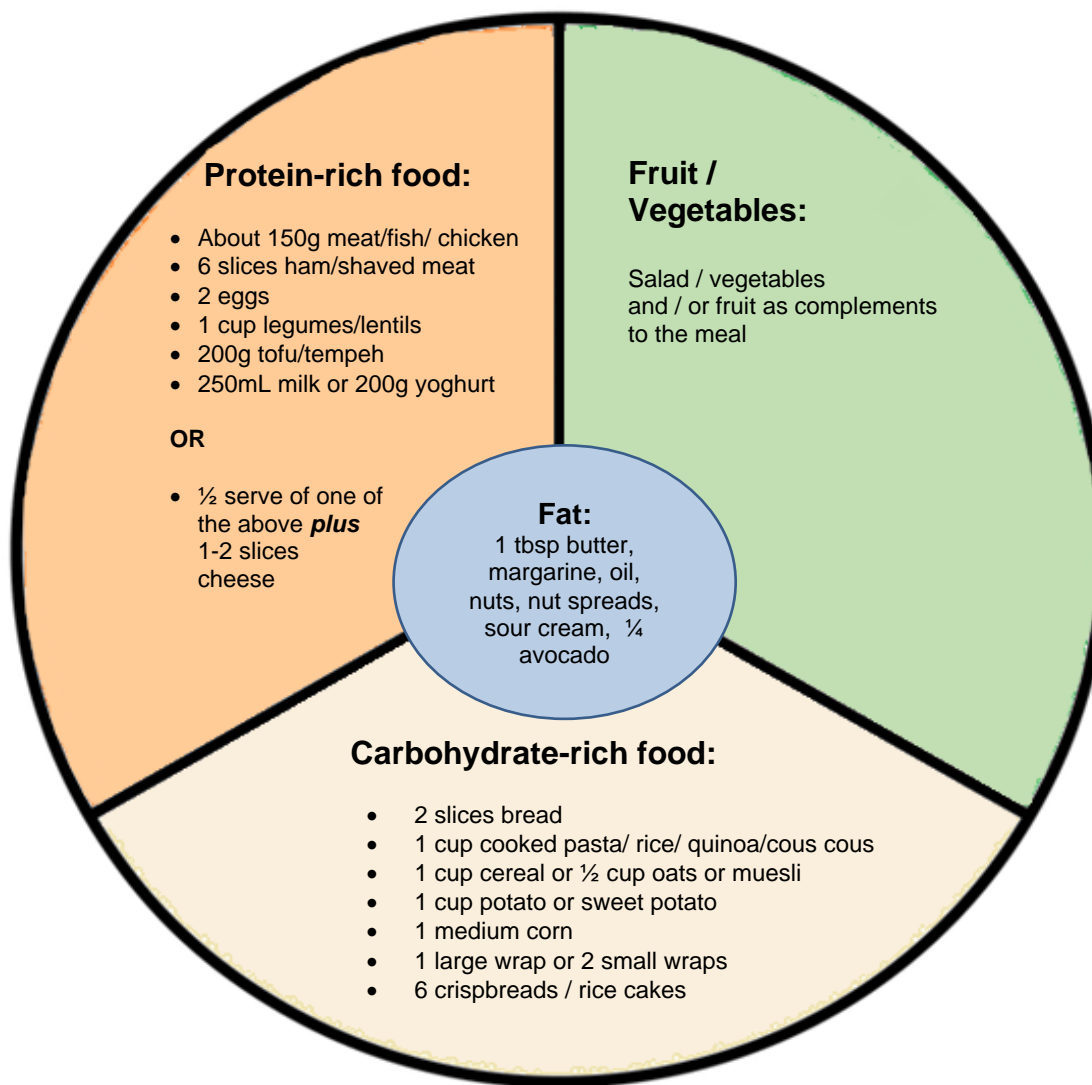 Protein-rich food:
• About 150g meat/fish/ chicken
• 6 slices ham/shaved meat
• 2 eggs
• 1 cup legumes/lentils
• 200g tofu/tempeh
• 250mL milk or 200g yoghurt
OR
• ½ serve of one of
the above plus
1-2 slices
cheese
Fruit /
Vegetables:
Salad / vegetables
and / or fruit as complements
to the meal
Fat:
1 tbsp butter,
margarine, oil,
nuts, nut spreads,
sour cream, ¼
avocado
Carbohydrate-rich food:
• 2 slices bread
• 1 cup cooked pasta/ rice/ quinoa/cous cous
• 1 cup cereal or ½ cup oats or muesli
• 1 cup potato or sweet potato
• 1 medium corn
• 1 large wrap or 2 small wraps
• 6 crispbreads / rice cakes